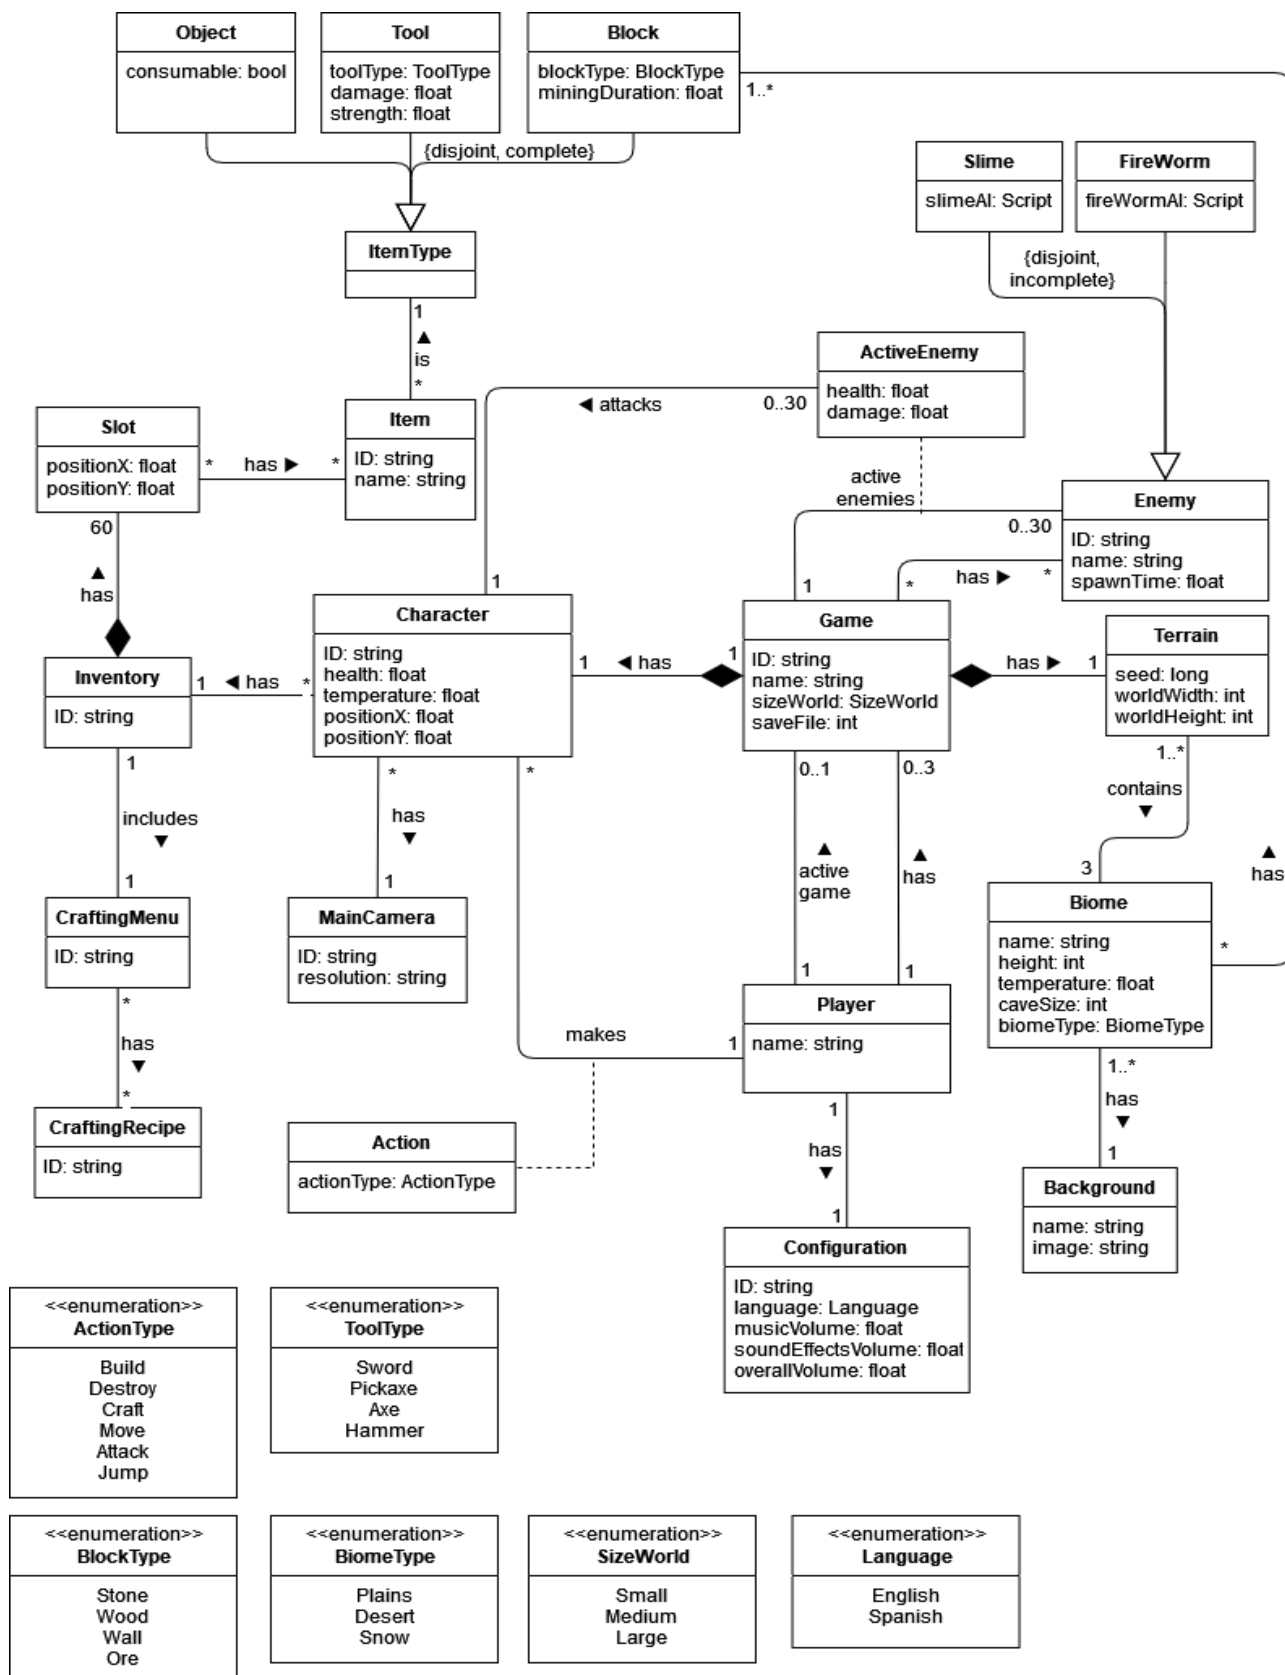 Object
consumable: bool
Tool
toolType: ToolType
damage: float
strength: float
Block
blockType: BlockType
miningDuration: float
1..*
{disjoint, complete}
Slime
slimeAI: Script
FireWorm
fireWormAI: Script
{disjoint,
incomplete}
ItemType
1
▲
is
*
ActiveEnemy
health: float
damage: float
◀ attacks
0..30
Slot
positionX: float
positionY: float
*
has ▶
*
Item
ID: string
name: string
active
enemies
0..30
Enemy
ID: string
name: string
spawnTime: float
60
▲
has
1
1
*
has ▶
*
Character
ID: string
health: float
temperature: float
positionX: float
positionY: float
1
◀ has
1
Game
ID: string
name: string
sizeWorld: SizeWorld
saveFile: int
has ▶
1
Terrain
seed: long
worldWidth: int
worldHeight: int
Inventory
ID: string
1
◀ has
*
1
includes
▼
1
*
has
▼
1
*
0..1
▲
active
game
1
0..3
▲
has
1
1..*
contains
▼
3
▲
has
CraftingMenu
ID: string
MainCamera
ID: string
resolution: string
Biome
name: string
height: int
temperature: float
caveSize: int
biomeType: BiomeType
*
*
has
▼
*
makes
1
Player
name: string
CraftingRecipe
ID: string
Action
actionType: ActionType
1
has
▼
1
1..*
has
▼
1
Background
name: string
image: string
Configuration
ID: string
language: Language
musicVolume: float
soundEffectsVolume: float
overallVolume: float
<<enumeration>>
ActionType
Build
Destroy
Craft
Move
Attack
Jump
<<enumeration>>
ToolType
Sword
Pickaxe
Axe
Hammer
<<enumeration>>
BlockType
Stone
Wood
Wall
Ore
<<enumeration>>
BiomeType
Plains
Desert
Snow
<<enumeration>>
SizeWorld
Small
Medium
Large
<<enumeration>>
Language
English
Spanish